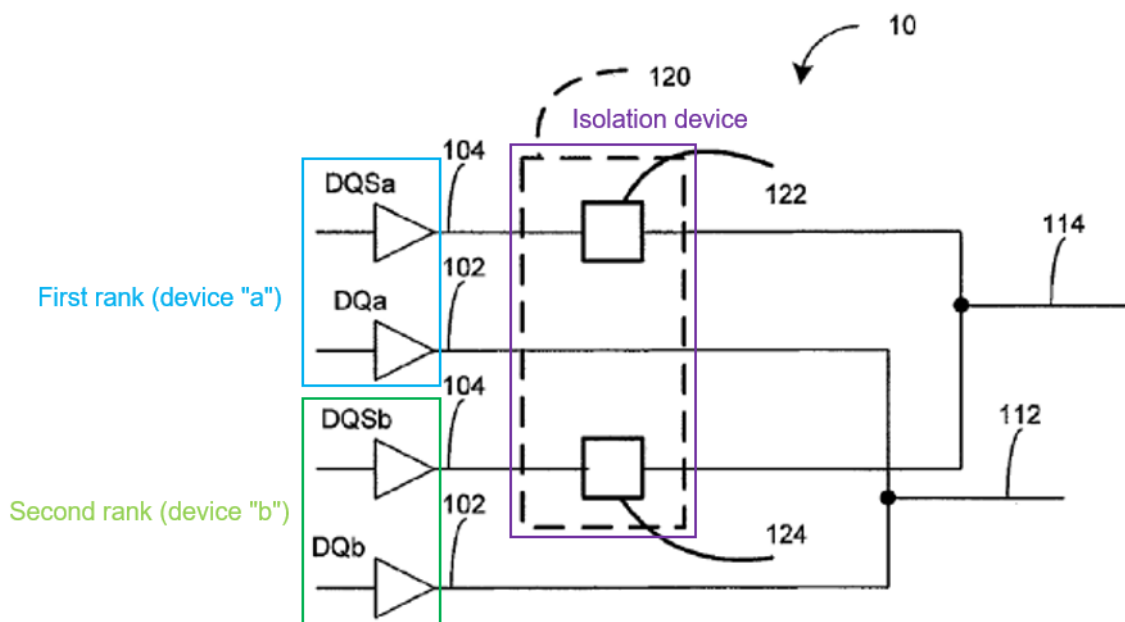 10
120
Isolation device
104
DQSa
122
114
102
First rank (device "a")
DQa
104
DQSb
112
Second rank (device "b")
102
124
DQb